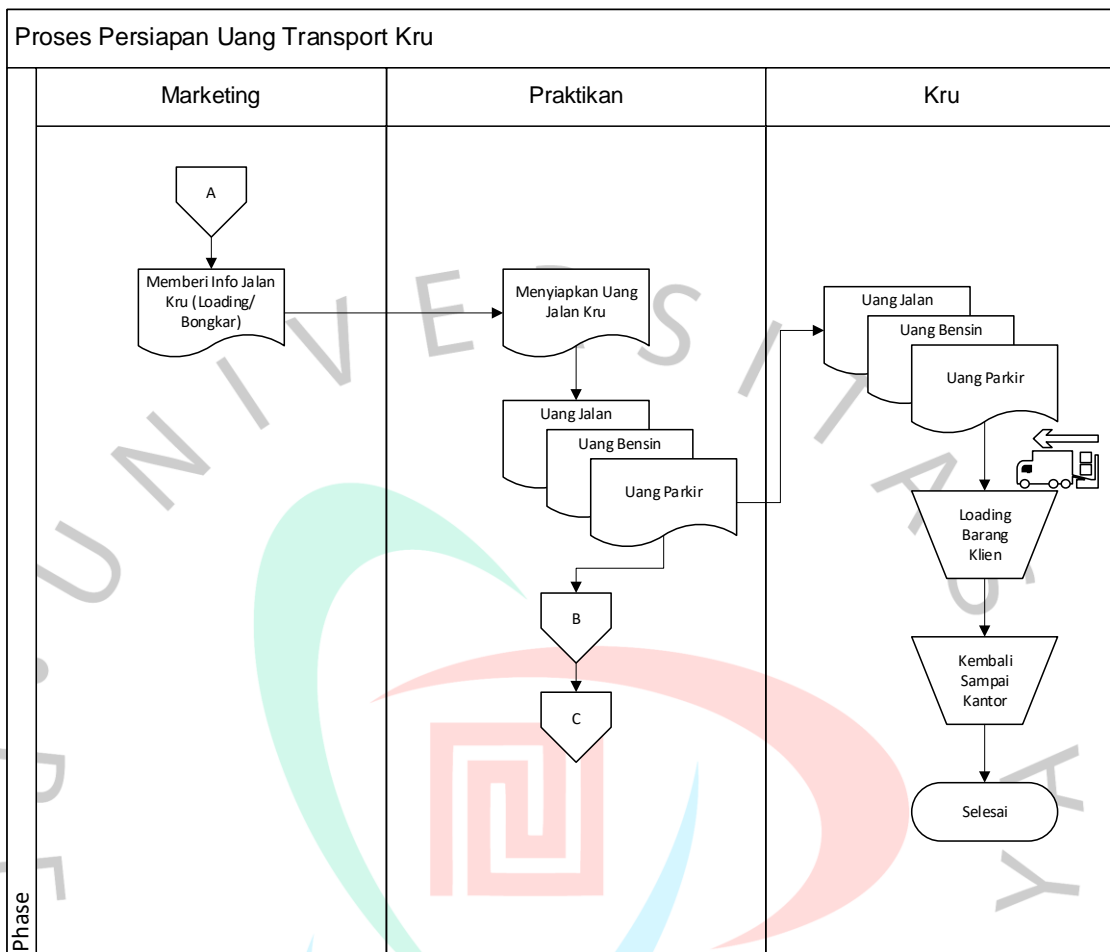 Proses Persiapan Uang Transport Kru
Marketing
Praktikan
Kru
A
Memberi Info Jalan
Kru (Loading/
Bongkar)
Menyiapkan Uang
Jalan Kru
Uang Jalan
Uang Bensin
Uang Parkir
Uang Jalan
Uang Bensin
Uang Parkir
B
C
Loading
Barang
Klien
Kembali
Sampai
Kantor
Selesai
Phase
UNIVERSITAS